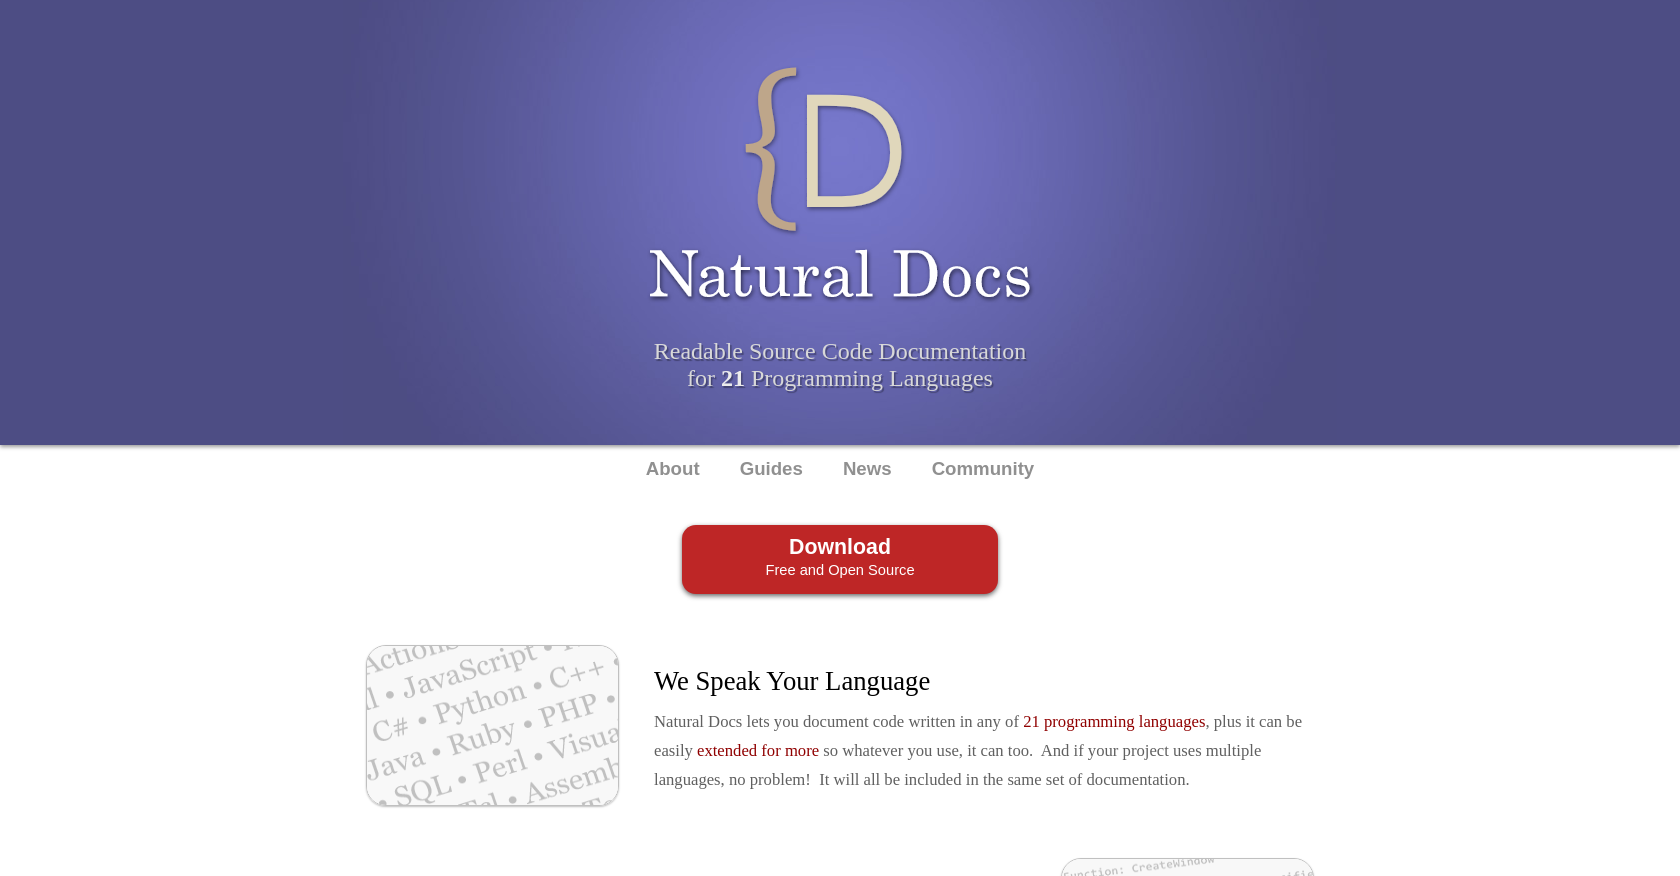 {D
Natural Docs
Readable Source Code Documentation
for 21 Programming Languages
About Guides News Community
Download
Free and Open Source
• JavaScript •
C# • Python • C++
Java • Ruby • PHP •
• SQL • Perl •
We Speak Your Language
Natural Docs lets you document code written in any of 21 programming languages, plus it can be
easily extended for more so whatever you use, it can too. And if your project uses multiple
languages, no problem! It will all be included in the same set of documentation.
Function: CreateWindow